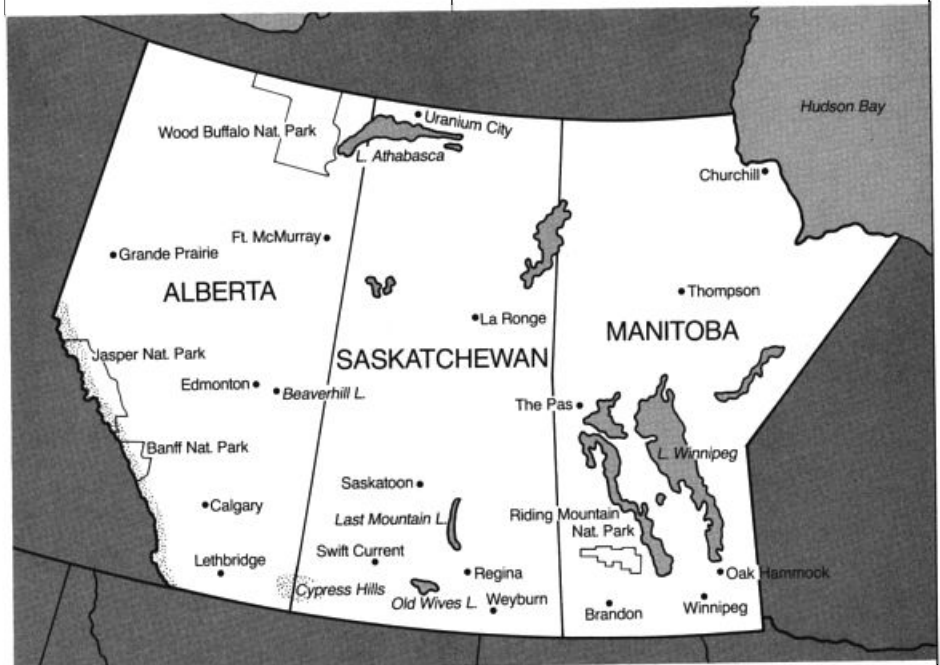 Hudson Bay
Uranium City
Wood Buffalo Nat. Park
L. Athabasca
Churchill
Ft. McMurray
Grande Prairie
ALBERTA
Thompson
La Ronge
MANITOBA
Jasper Nat. Park
SASKATCHEWAN
Edmonton
Beaverhill L.
The Pas
Banff Nat. Park
L. Winnipeg
Saskatoon
Calgary
Last Mountain L.
Riding Mountain
Nat. Park
Swift Current
Lethbridge
Regina
Oak Hammock
Cypress Hills
Old Wives L.
Weyburn
Brandon
Winnipeg